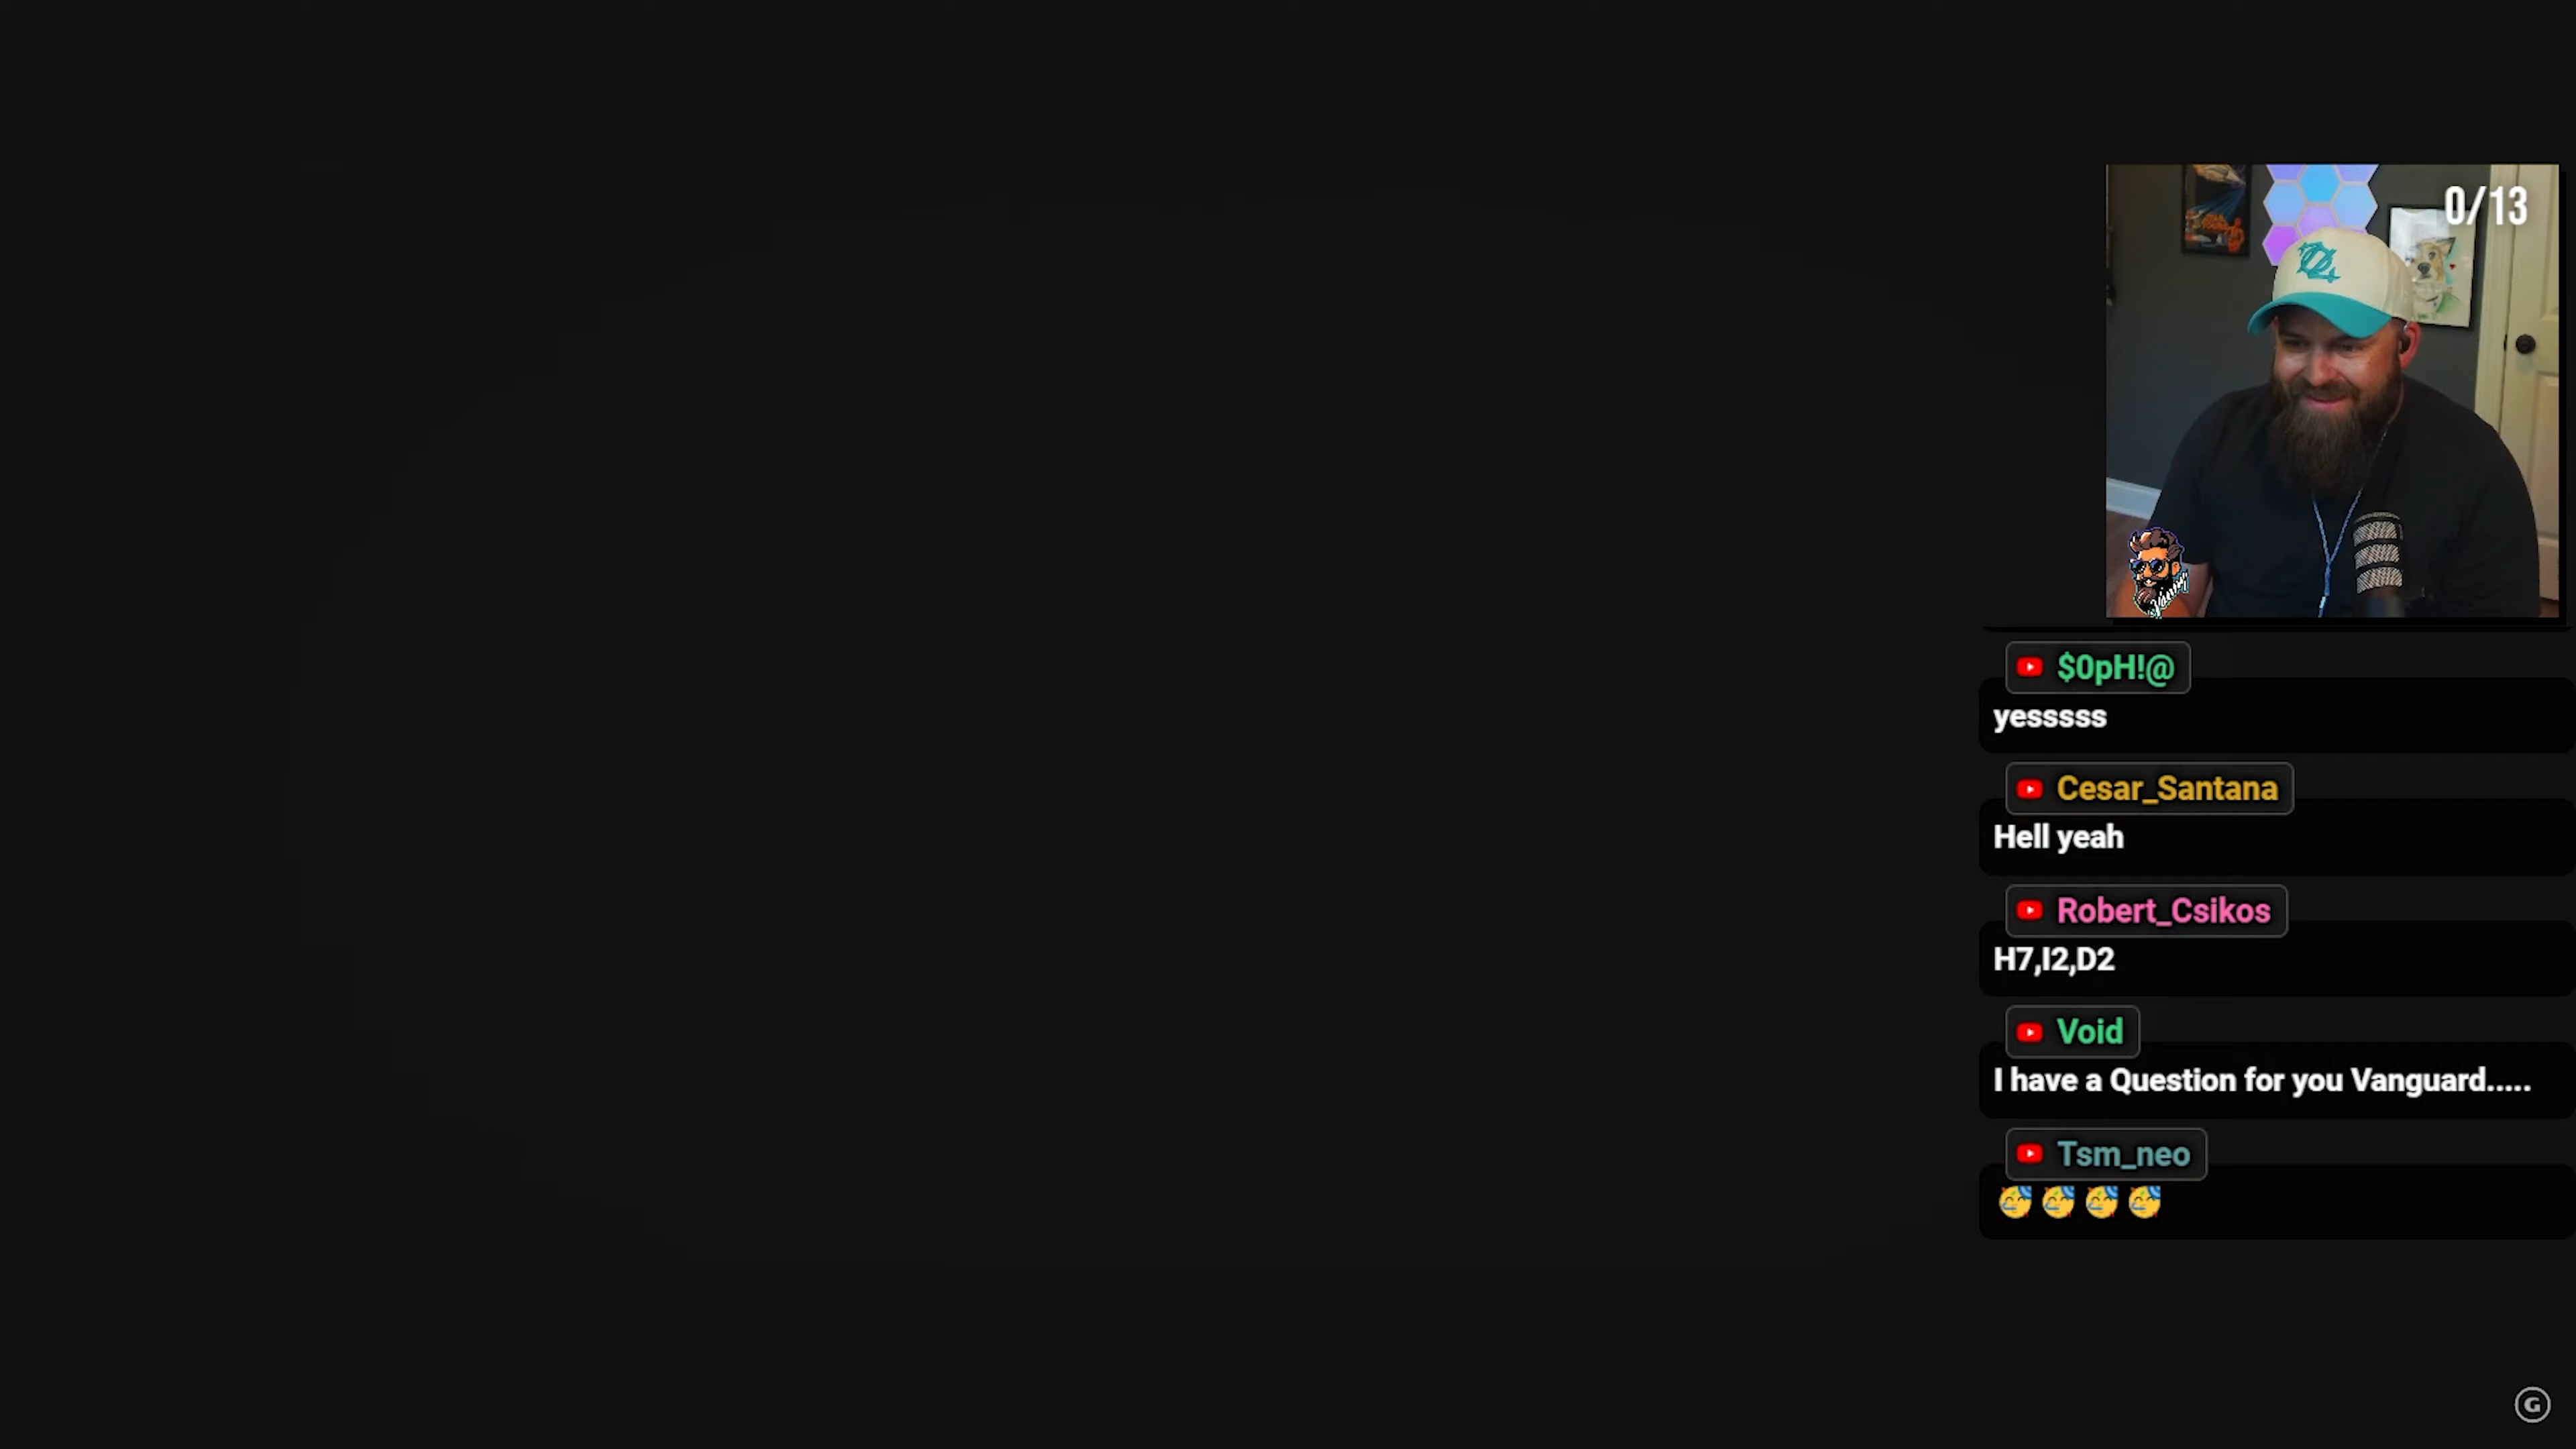 0/13
$0pH!@
yesssss
Cesar_Santana
Hell yeah
Robert_Csikos
H7,I2,D2
Void
I have a Question for you Vanguard.....
Tsm_neo
🥳🥳🥳🥳
G